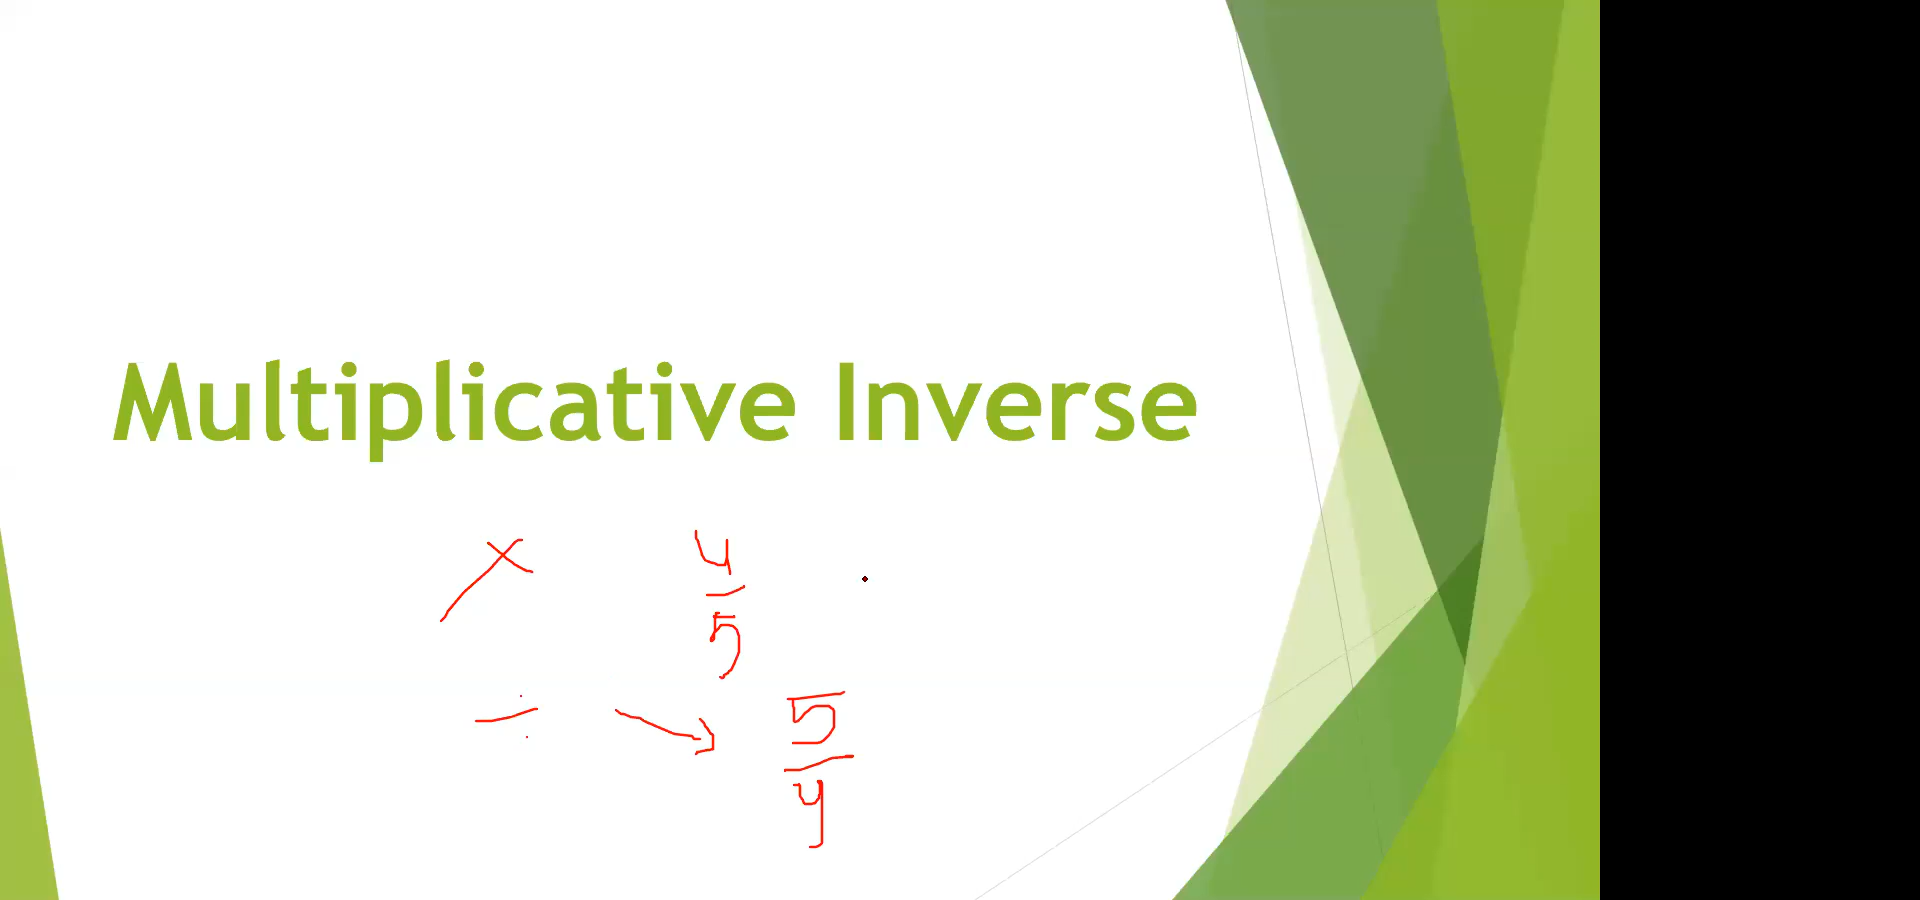 Multiplicative Inverse
× 4/5
÷ → 5/4